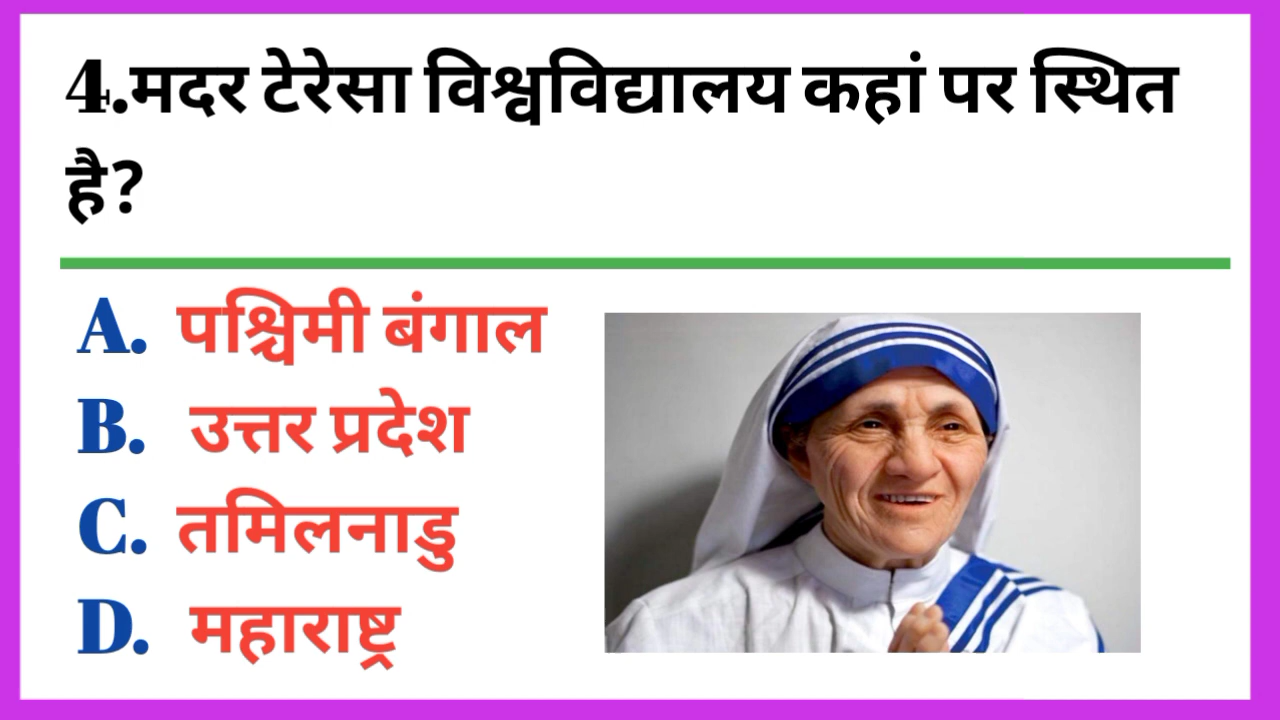 4.मदर टेरेसा विश्वविद्यालय कहां पर स्थित
है?
A. पश्चिमी बंगाल
B. उत्तर प्रदेश
C. तमिलनाडु
D. महाराष्ट्र